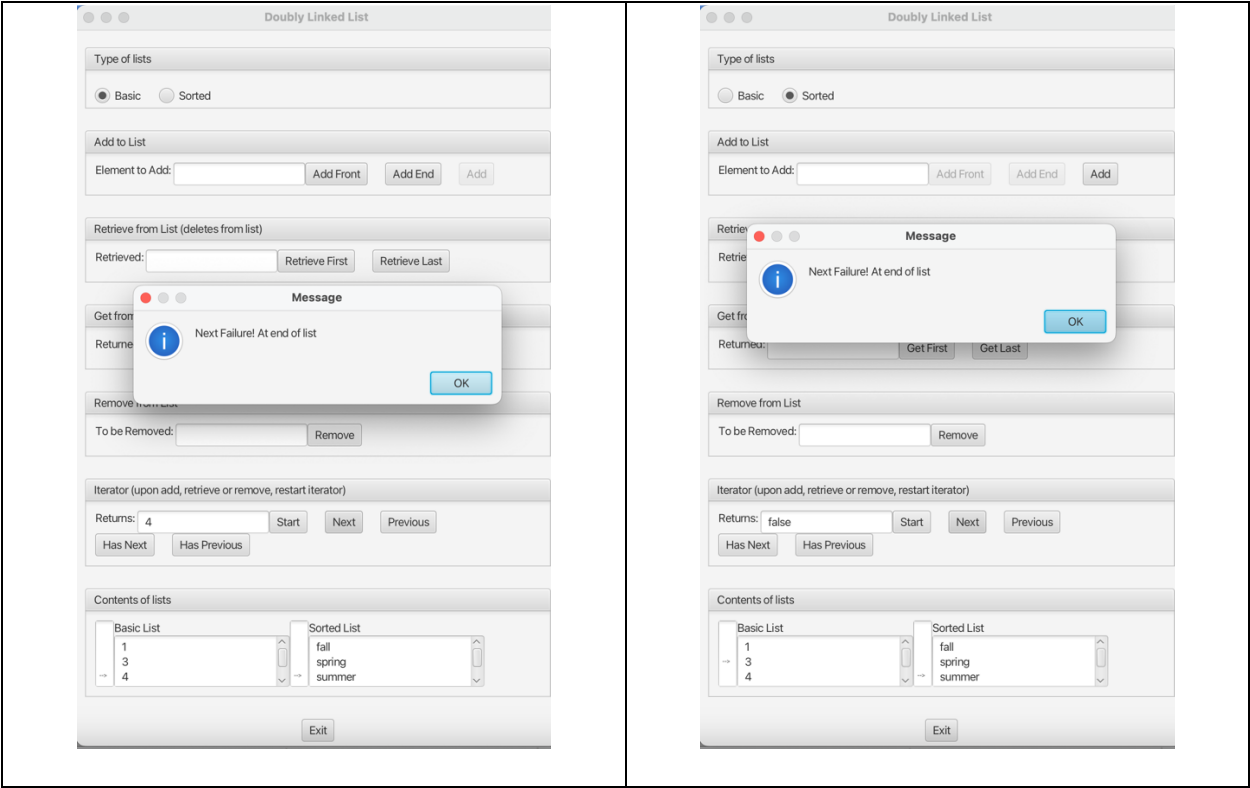 Doubly Linked List
Type of lists
Basic Sorted
Add to List
Element to Add: Add Front Add End Add
Retrieve from List (deletes from list)
Retrieved: Retrieve First Retrieve Last
Message
Get from
Next Failure! At end of list
Returne
OK
Remove from List
To be Removed: Remove
Iterator (upon add, retrieve or remove, restart iterator)
Returns: 4 Start Next Previous
Has Next Has Previous
Contents of lists
Basic List Sorted List
1 fall
3 spring
→ 4 → summer
Exit
Doubly Linked List
Type of lists
Basic Sorted
Add to List
Element to Add: Add Front Add End Add
Retrie
Message
Retrie
Next Failure! At end of list
Get fro
OK
Returned: Get First Get Last
Remove from List
To be Removed: Remove
Iterator (upon add, retrieve or remove, restart iterator)
Returns: false Start Next Previous
Has Next Has Previous
Contents of lists
Basic List Sorted List
1 fall
→ 3 spring
4 → summer
Exit